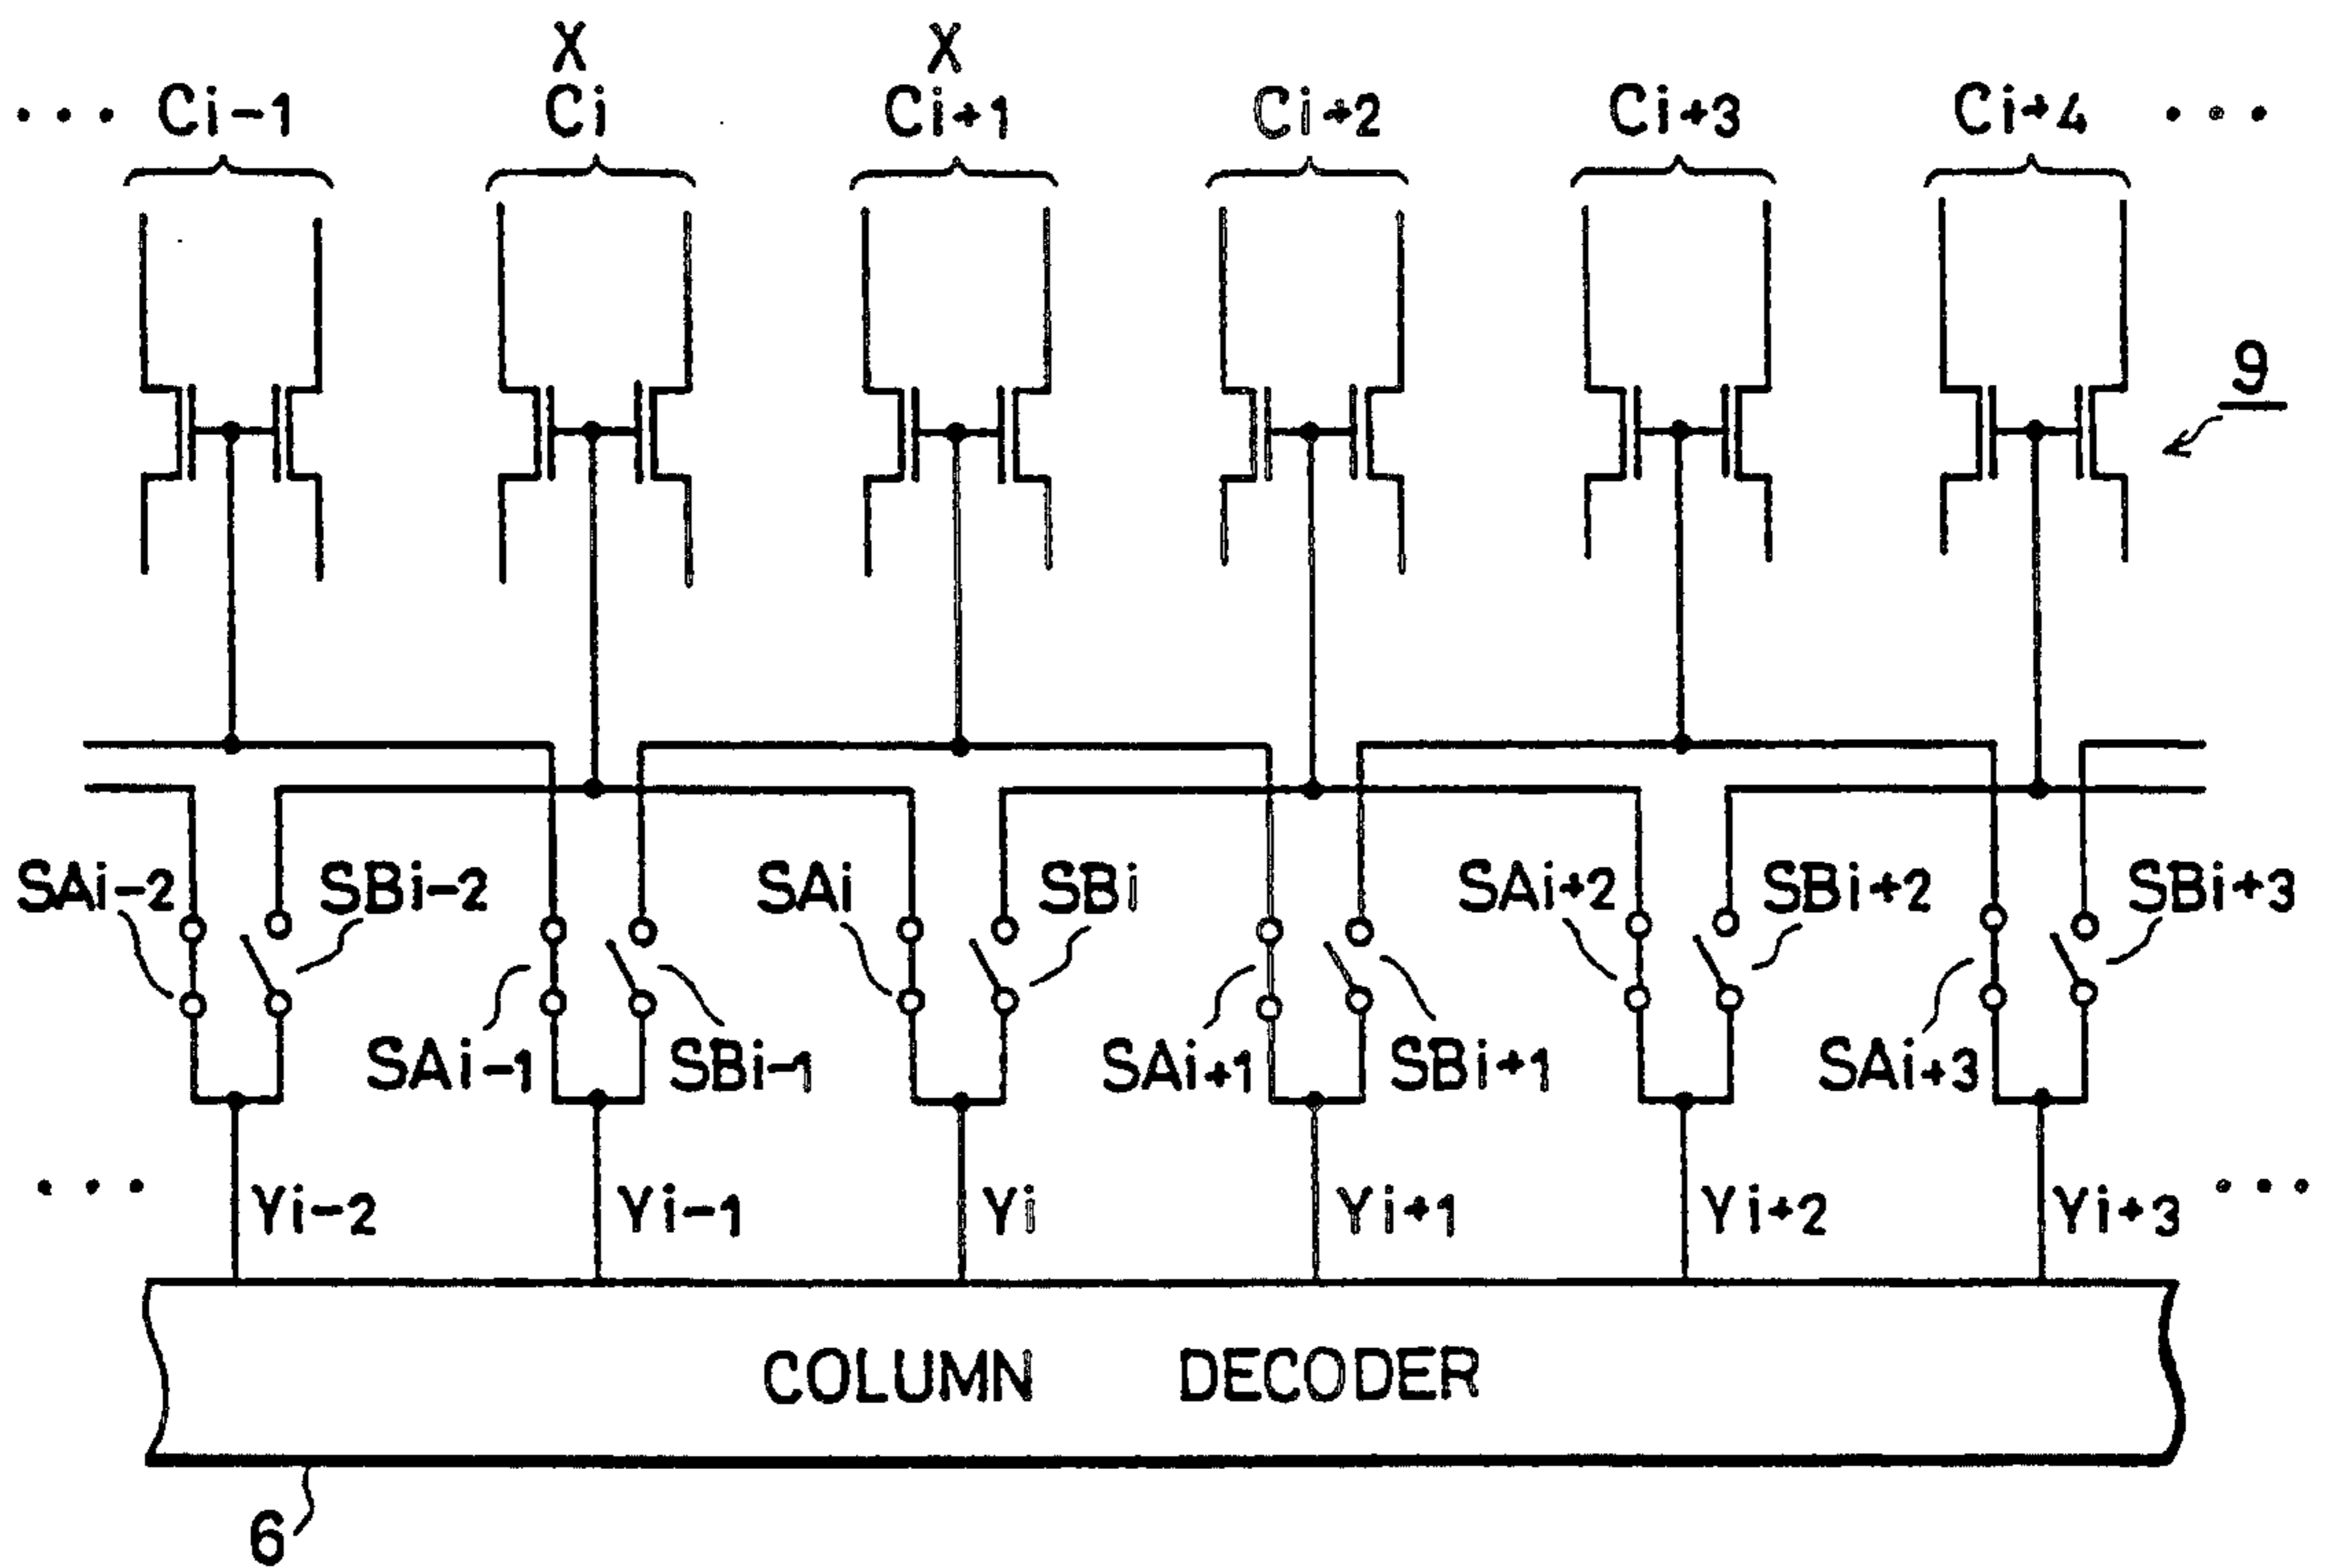 X X
... Ci-1 Ci Ci+1 Ci+2 Ci+3 Ci+4 ...
9
SAi-2 SBi-2 SAi SBi SAi+2 SBi+2 SBi+3
SAi-1 SBi-1 SAi+1 SBi+1 SAi+3
... Yi-2 Yi-1 Yi Yi+1 Yi+2 Yi+3 ...
COLUMN DECODER
6